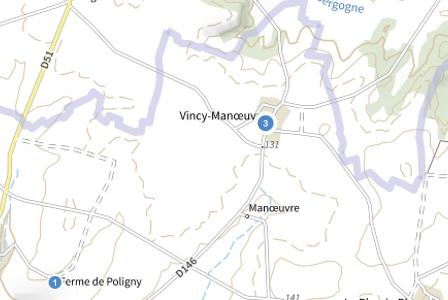 ergogne
D51
Vincy-Manœuv
3
131
Manœuvre
D146
1
erme de Poligny
141